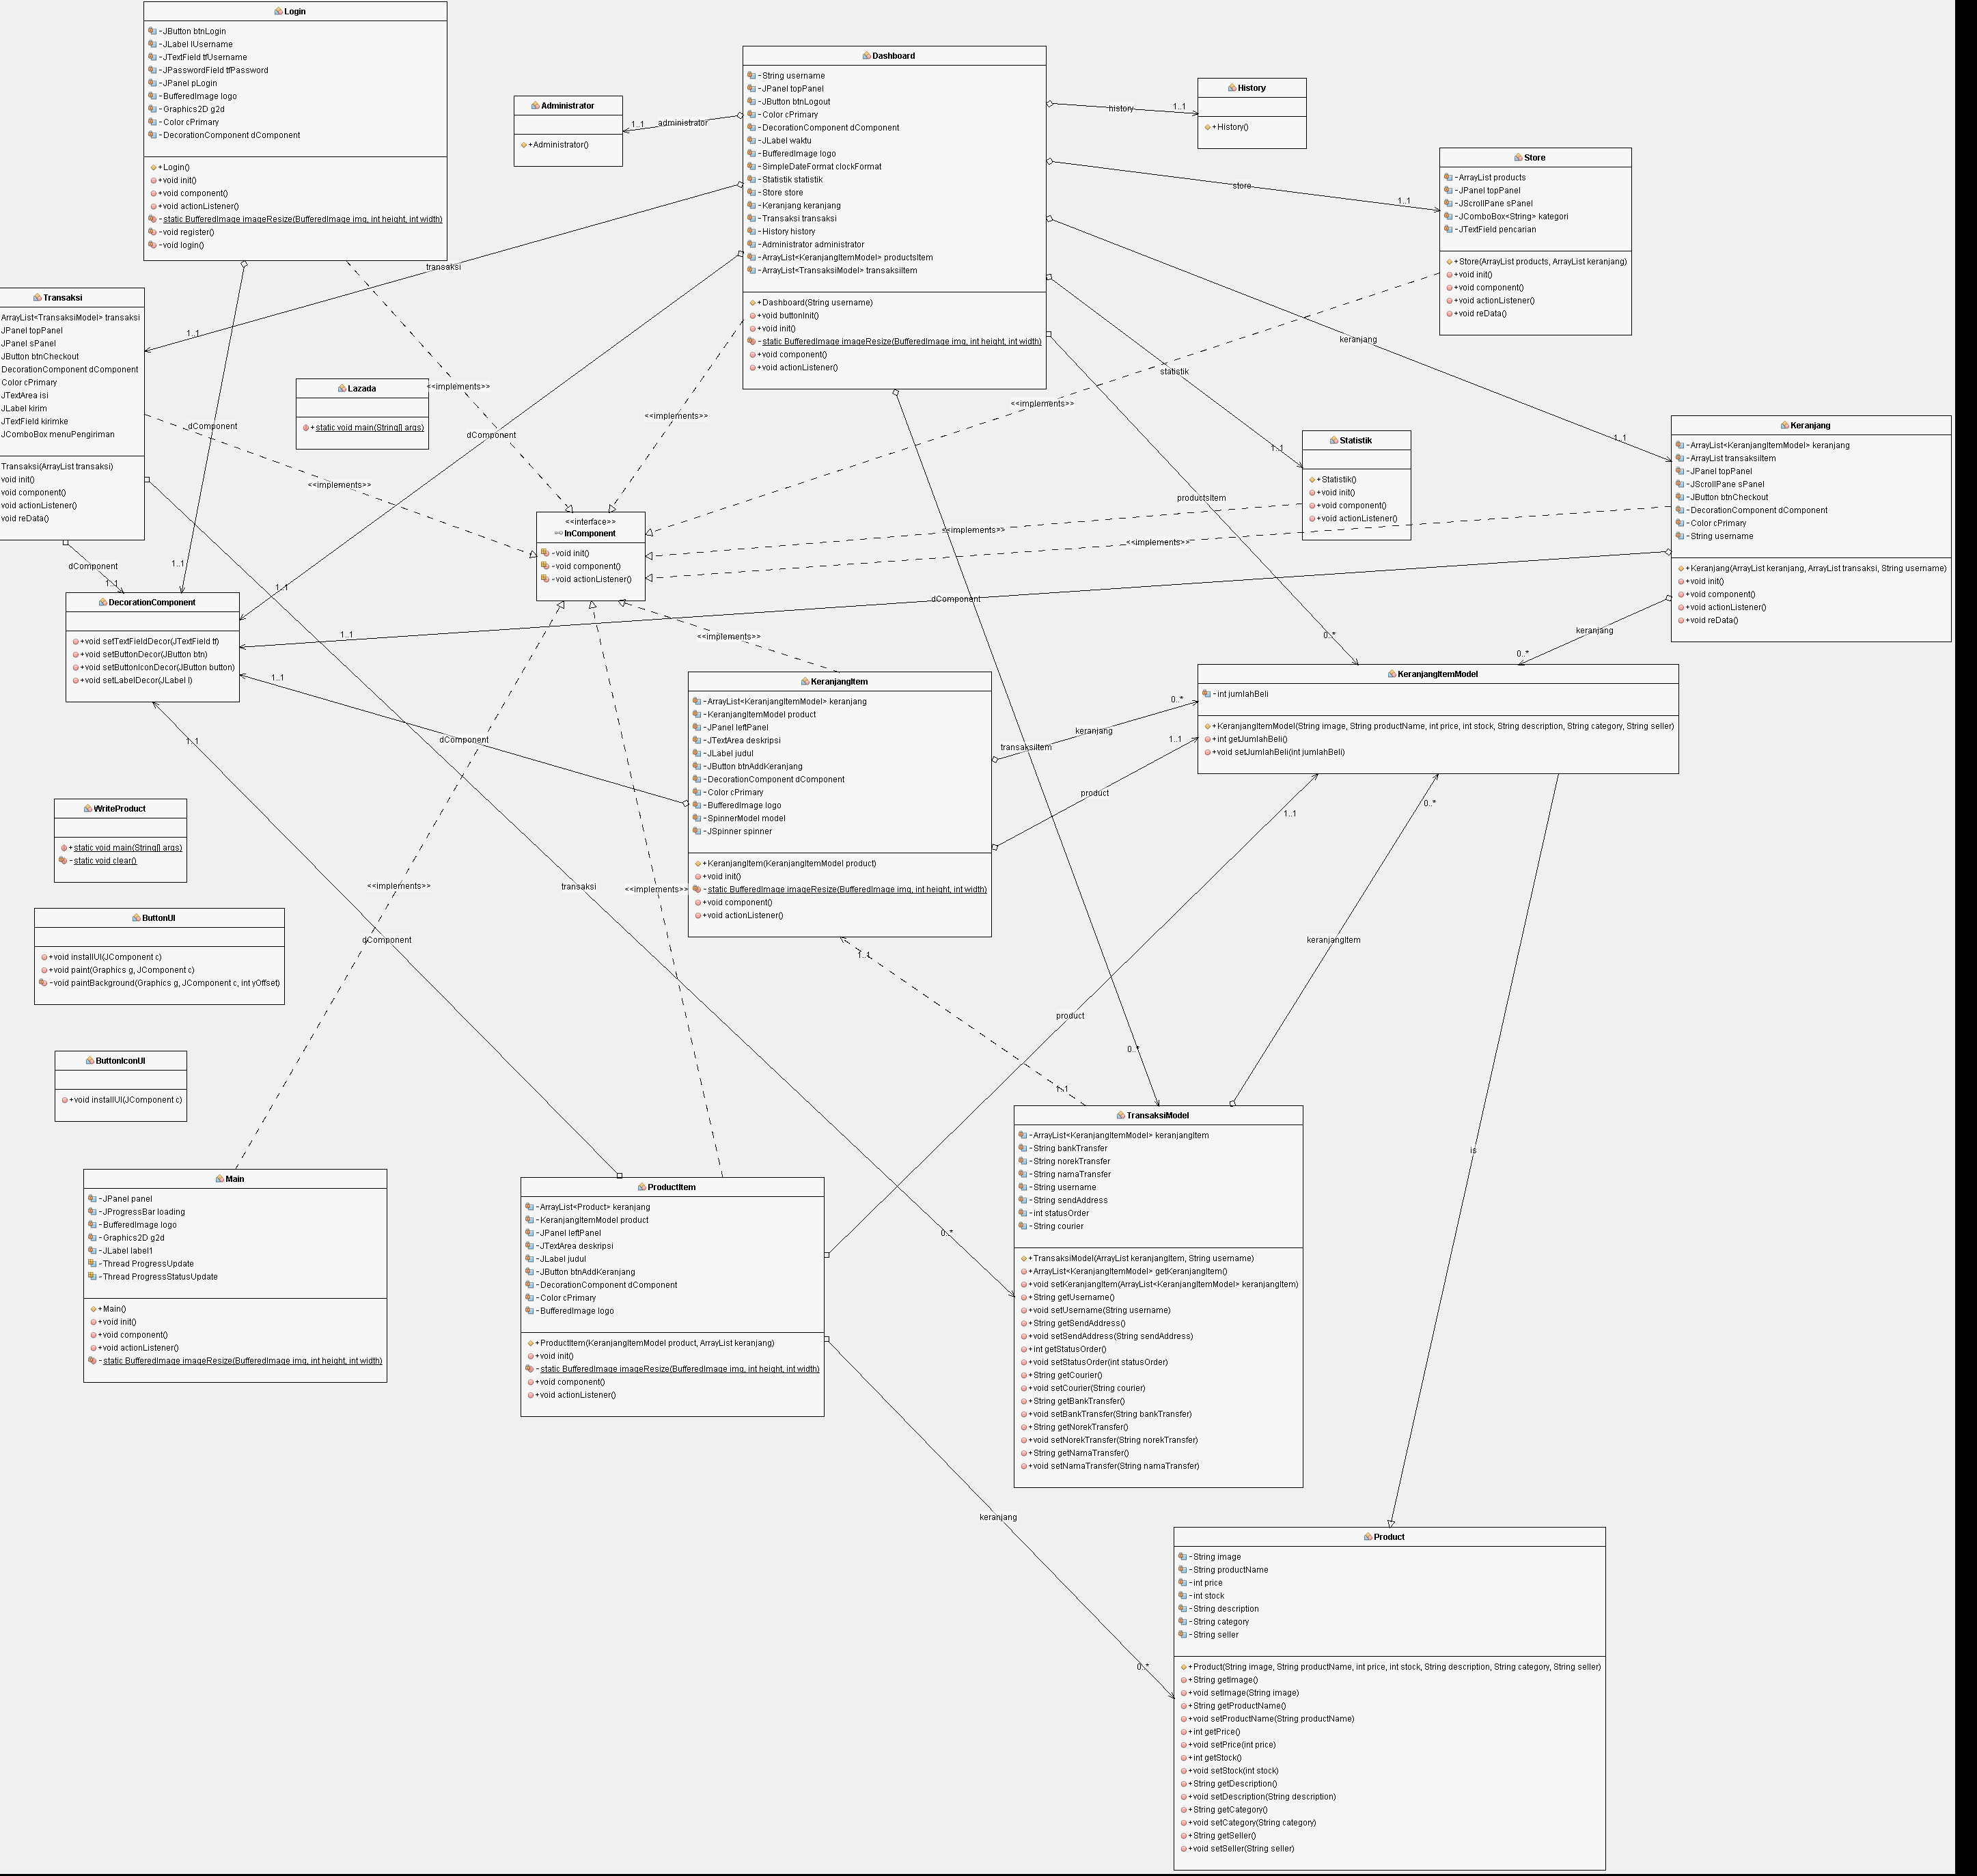 Login
-JButton btnLogin
-JLabel lUsername
-JTextField tfUsername
-JPasswordField tfPassword
-JPanel pLogin
-BufferedImage logo
-Graphics2D g2d
-Color cPrimary
-DecorationComponent dComponent
+Login()
+void init()
+void component()
+void actionListener()
-static BufferedImage imageResize(BufferedImage img, int height, int width)
-void register()
-void login()
Administrator
+Administrator()
1..1
administrator
Dashboard
-String username
-JPanel topPanel
-JButton btnLogout
-Color cPrimary
-DecorationComponent dComponent
-JLabel waktu
-BufferedImage logo
-SimpleDateFormat clockFormat
-Statistik statistik
-Store store
-Keranjang keranjang
-Transaksi transaksi
-History history
-Administrator administrator
-ArrayList<KeranjangItemModel> productsItem
-ArrayList<TransaksiModel> transaksiItem
+Dashboard(String username)
+void buttonInit()
+void init()
-static BufferedImage imageResize(BufferedImage img, int height, int width)
+void component()
+void actionListener()
history
1..1
History
+History()
store
1..1
Store
-ArrayList products
-JPanel topPanel
-JScrollPane sPanel
-JComboBox<String> kategori
-JTextField pencarian
+Store(ArrayList products, ArrayList keranjang)
+void init()
+void component()
+void actionListener()
+void reData()
transaksi
1..1
Transaksi
ArrayList<TransaksiModel> transaksi
JPanel topPanel
JPanel sPanel
JButton btnCheckout
DecorationComponent dComponent
Color cPrimary
JTextArea isi
JLabel kirim
JTextField kirimke
JComboBox menuPengiriman
Transaksi(ArrayList transaksi)
void init()
void component()
void actionListener()
void reData()
Lazada
+static void main(String[] args)
<<implements>>
<<implements>>
<<implements>>
<<implements>>
dComponent
dComponent
keranjang
1..1
statistik
1..1
Statistik
+Statistik()
+void init()
+void component()
+void actionListener()
Keranjang
-ArrayList<KeranjangItemModel> keranjang
-ArrayList transaksiItem
-JPanel topPanel
-JScrollPane sPanel
-JButton btnCheckout
-DecorationComponent dComponent
-Color cPrimary
-String username
+Keranjang(ArrayList keranjang, ArrayList transaksi, String username)
+void init()
+void component()
+void actionListener()
+void reData()
productsItem
0..*
<<interface>>
InComponent
-void init()
-void component()
-void actionListener()
<<implements>>
<<implements>>
dComponent
1..1
1..1
1..1
DecorationComponent
+void setTextFieldDecor(JTextField tf)
+void setButtonDecor(JButton btn)
+void setButtonIconDecor(JButton button)
+void setLabelDecor(JLabel l)
dComponent
1..1
keranjang
0..*
<<implements>>
1..1
dComponent
1..1
KeranjangItem
-ArrayList<KeranjangItemModel> keranjang
-KeranjangItemModel product
-JPanel leftPanel
-JTextArea deskripsi
-JLabel judul
-JButton btnAddKeranjang
-DecorationComponent dComponent
-Color cPrimary
-BufferedImage logo
-SpinnerModel model
-JSpinner spinner
+KeranjangItem(KeranjangItemModel product)
+void init()
-static BufferedImage imageResize(BufferedImage img, int height, int width)
+void component()
+void actionListener()
KeranjangItemModel
-int jumlahBeli
+KeranjangItemModel(String image, String productName, int price, int stock, String description, String category, String seller)
+int getJumlahBeli()
+void setJumlahBeli(int jumlahBeli)
0..*
keranjang
transaksiItem
1..1
product
1..1
0..*
WriteProduct
+static void main(String[] args)
-static void clear()
<<implements>>
transaksi
<<implements>>
ButtonUI
+void installUI(JComponent c)
+void paint(Graphics g, JComponent c)
-void paintBackground(Graphics g, JComponent c, int yOffset)
dComponent
keranjangItem
1..1
product
0..*
1..1
ButtonIconUI
+void installUI(JComponent c)
is
Main
-JPanel panel
-JProgressBar loading
-BufferedImage logo
-Graphics2D g2d
-JLabel label1
-Thread ProgressUpdate
-Thread ProgressStatusUpdate
+Main()
+void init()
+void component()
+void actionListener()
-static BufferedImage imageResize(BufferedImage img, int height, int width)
ProductItem
-ArrayList<Product> keranjang
-KeranjangItemModel product
-JPanel leftPanel
-JTextArea deskripsi
-JLabel judul
-JButton btnAddKeranjang
-DecorationComponent dComponent
-Color cPrimary
-BufferedImage logo
+ProductItem(KeranjangItemModel product, ArrayList keranjang)
+void init()
-static BufferedImage imageResize(BufferedImage img, int height, int width)
+void component()
+void actionListener()
0..*
TransaksiModel
-ArrayList<KeranjangItemModel> keranjangItem
-String bankTransfer
-String norekTransfer
-String namaTransfer
-String username
-String sendAddress
-int statusOrder
-String courier
+TransaksiModel(ArrayList keranjangItem, String username)
+ArrayList<KeranjangItemModel> getKeranjangItem()
+void setKeranjangItem(ArrayList<KeranjangItemModel> keranjangItem)
+String getUsername()
+void setUsername(String username)
+String getSendAddress()
+void setSendAddress(String sendAddress)
+int getStatusOrder()
+void setStatusOrder(int statusOrder)
+String getCourier()
+void setCourier(String courier)
+String getBankTransfer()
+void setBankTransfer(String bankTransfer)
+String getNorekTransfer()
+void setNorekTransfer(String norekTransfer)
+String getNamaTransfer()
+void setNamaTransfer(String namaTransfer)
keranjang
0..*
Product
-String image
-String productName
-int price
-int stock
-String description
-String category
-String seller
+Product(String image, String productName, int price, int stock, String description, String category, String seller)
+String getImage()
+void setImage(String image)
+String getProductName()
+void setProductName(String productName)
+int getPrice()
+void setPrice(int price)
+int getStock()
+void setStock(int stock)
+String getDescription()
+void setDescription(String description)
+String getCategory()
+void setCategory(String category)
+String getSeller()
+void setSeller(String seller)